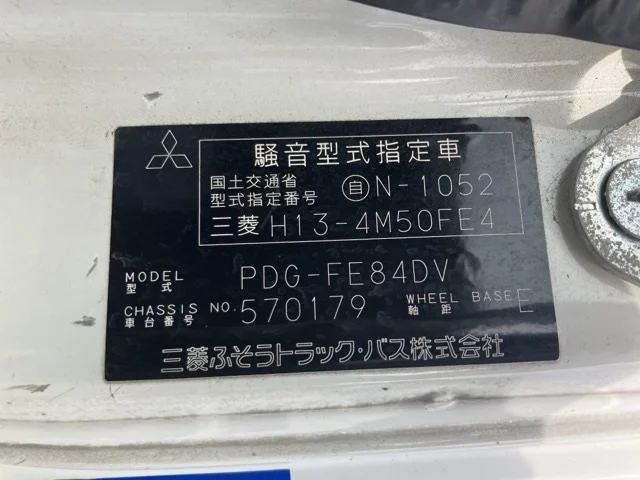 騒音型式指定車
国土交通省
型式指定番号 自N-1052
三菱 H13-4M50FE4
MODEL
型式 PDG-FE84DV
CHASSIS NO.
車台番号 570179 WHEEL BASE
軸距 E
三菱ふそうトラック・バス株式会社